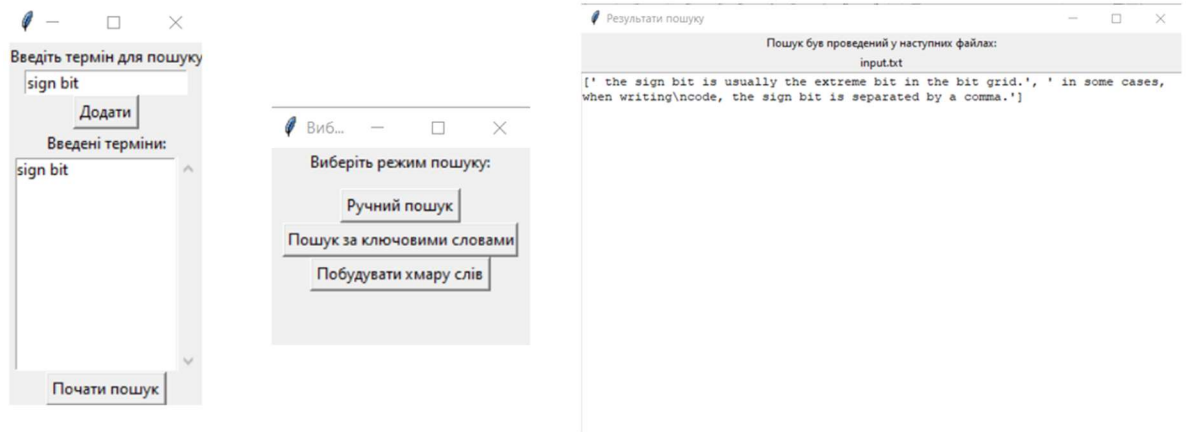 Введіть термін для пошуку
sign bit
Додати
Введені терміни:
sign bit
Почати пошук
Виб...
Виберіть режим пошуку:
Ручний пошук
Пошук за ключовими словами
Побудувати хмару слів
Результати пошуку
Пошук був проведений у наступних файлах:
input.txt
[' the sign bit is usually the extreme bit in the bit grid.', ' in some cases,
when writing\ncode, the sign bit is separated by a comma.']